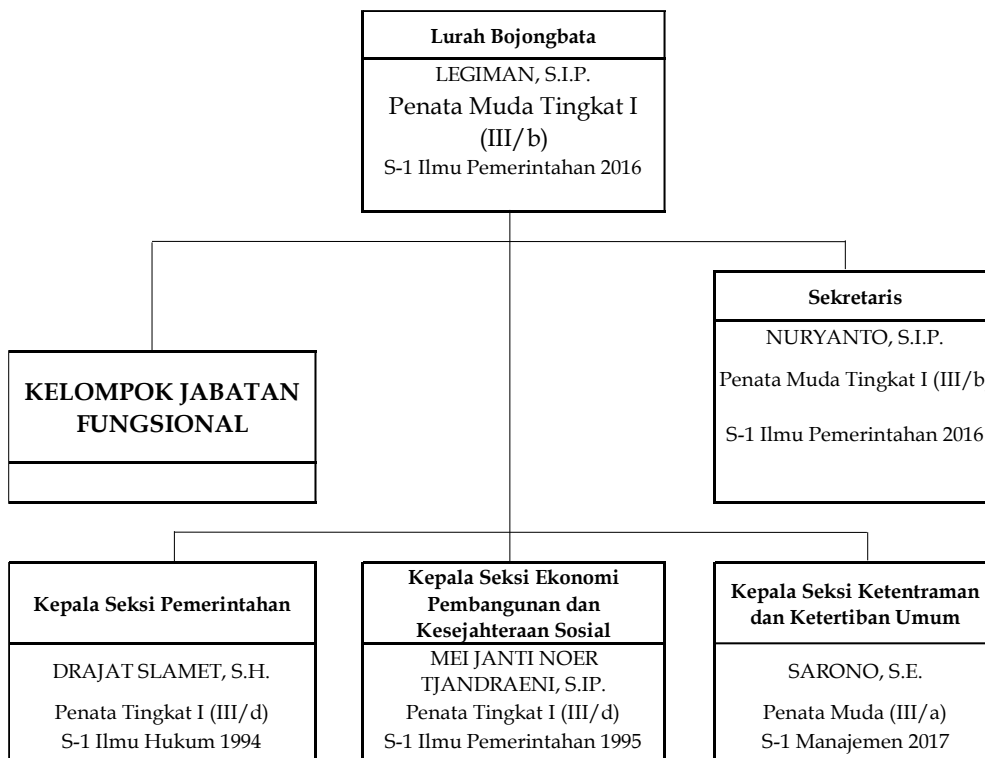 Lurah Bojongbata
LEGIMAN, S.I.P.
Penata Muda Tingkat I
(III/b)
S-1 Ilmu Pemerintahan 2016
Sekretaris
NURYANTO, S.I.P.
Penata Muda Tingkat I (III/b
S-1 Ilmu Pemerintahan 2016
KELOMPOK JABATAN
FUNGSIONAL
Kepala Seksi Pemerintahan
DRAJAT SLAMET, S.H.
Penata Tingkat I (III/d)
S-1 Ilmu Hukum 1994
Kepala Seksi Ekonomi
Pembangunan dan
Kesejahteraan Sosial
MEI JANTI NOER
TJANDRAENI, S.IP.
Penata Tingkat I (III/d)
S-1 Ilmu Pemerintahan 1995
Kepala Seksi Ketentraman
dan Ketertiban Umum
SARONO, S.E.
Penata Muda (III/a)
S-1 Manajemen 2017